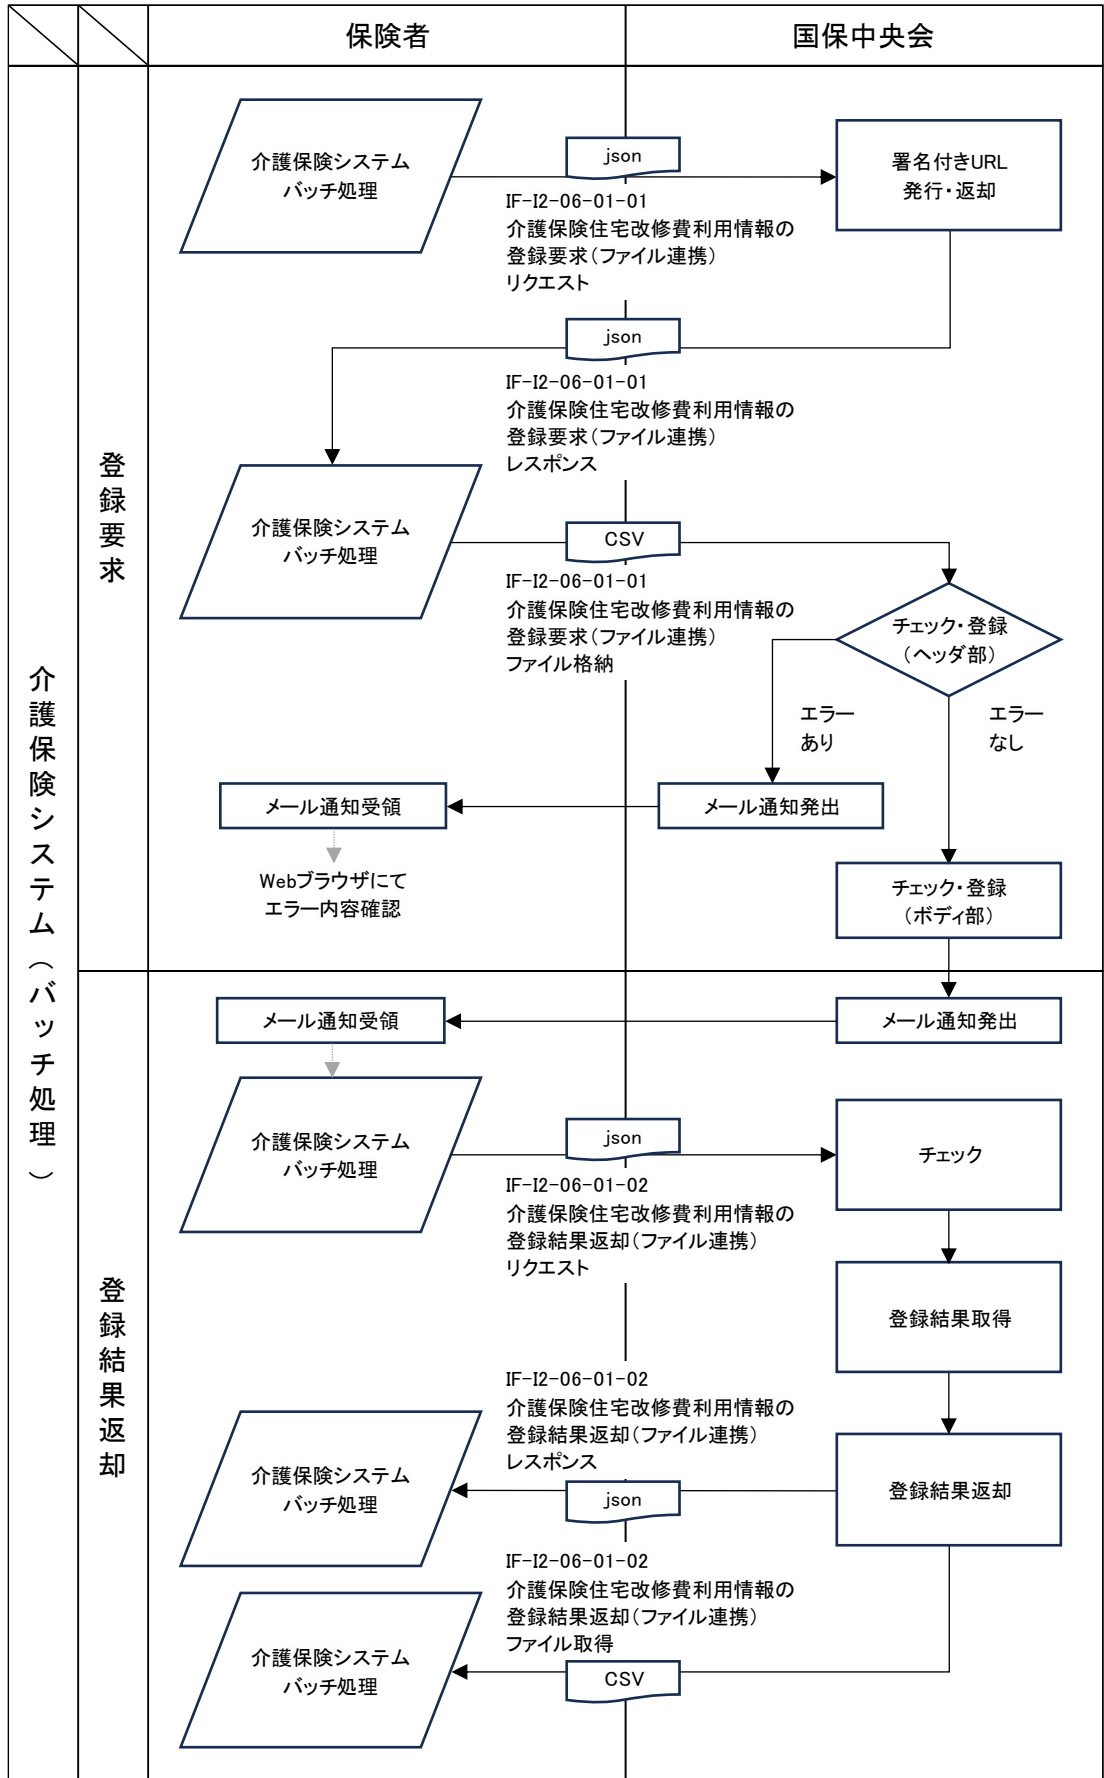 保険者
国保中央会
介護保険システム(バッチ処理)
登録要求
介護保険システム
バッチ処理
json
署名付きURL
発行・返却
IF-I2-06-01-01
介護保険住宅改修費利用情報の
登録要求(ファイル連携)
リクエスト
json
IF-I2-06-01-01
介護保険住宅改修費利用情報の
登録要求(ファイル連携)
レスポンス
介護保険システム
バッチ処理
CSV
IF-I2-06-01-01
介護保険住宅改修費利用情報の
登録要求(ファイル連携)
ファイル格納
チェック・登録
(ヘッダ部)
エラー
あり
エラー
なし
メール通知受領
メール通知発出
Webブラウザにて
エラー内容確認
チェック・登録
(ボディ部)
登録結果返却
メール通知受領
メール通知発出
介護保険システム
バッチ処理
json
チェック
IF-I2-06-01-02
介護保険住宅改修費利用情報の
登録結果返却(ファイル連携)
リクエスト
登録結果取得
IF-I2-06-01-02
介護保険住宅改修費利用情報の
登録結果返却(ファイル連携)
レスポンス
介護保険システム
バッチ処理
json
登録結果返却
IF-I2-06-01-02
介護保険住宅改修費利用情報の
登録結果返却(ファイル連携)
ファイル取得
介護保険システム
バッチ処理
CSV